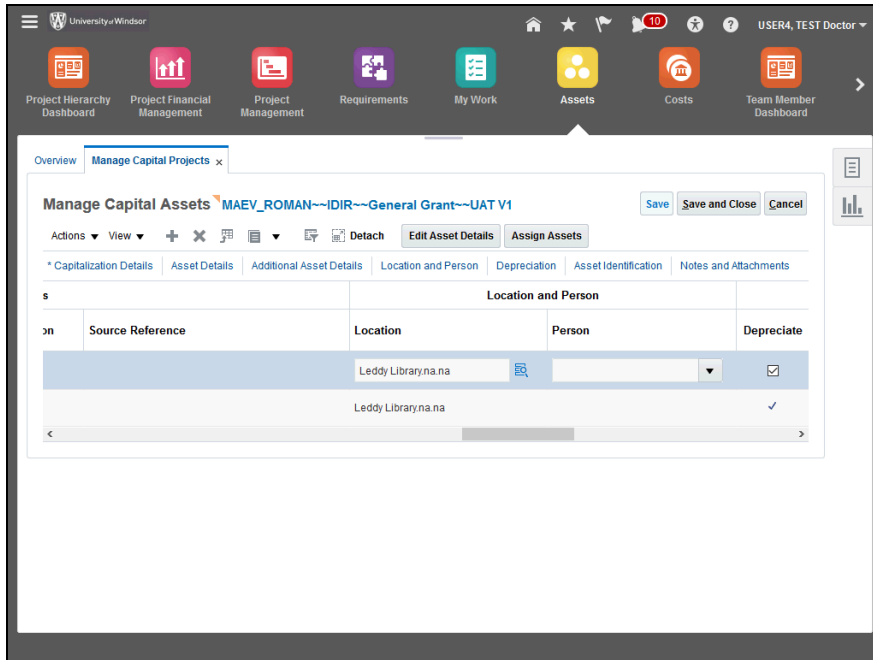 University of Windsor
10
USER4, TEST Doctor
Project Hierarchy Dashboard
Project Financial Management
Project Management
Requirements
My Work
Assets
Costs
Team Member Dashboard
Overview
Manage Capital Projects x
Manage Capital Assets MAEV_ROMAN~~IDIR~~General Grant~~UAT V1
Save
Save and Close
Cancel
Actions View Detach Edit Asset Details Assign Assets
* Capitalization Details Asset Details Additional Asset Details Location and Person Depreciation Asset Identification Notes and Attachments
s Location and Person
on Source Reference Location Person Depreciate
Leddy Library.na.na
Leddy Library.na.na